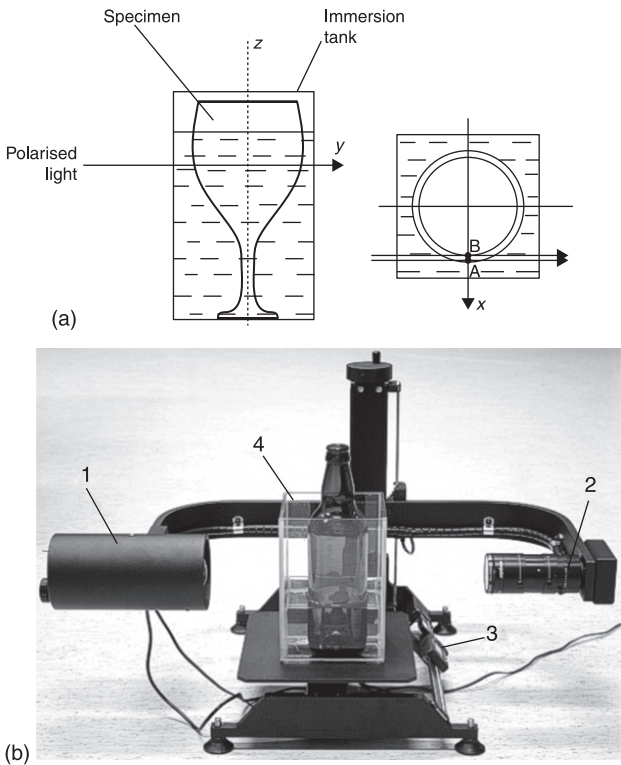 Specimen
Immersion
tank
z
y
Polarised
light
B
A
x
(a)
1
4
2
3
(b)